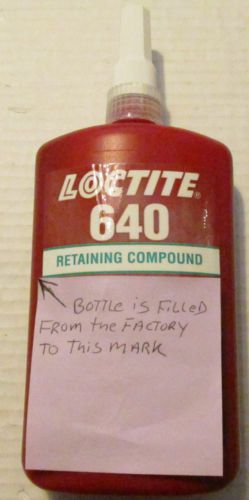 LOCTITE®
640
RETAINING COMPOUND
BOTTLE is FillED
FROM the FACTORY
TO THIS MARK